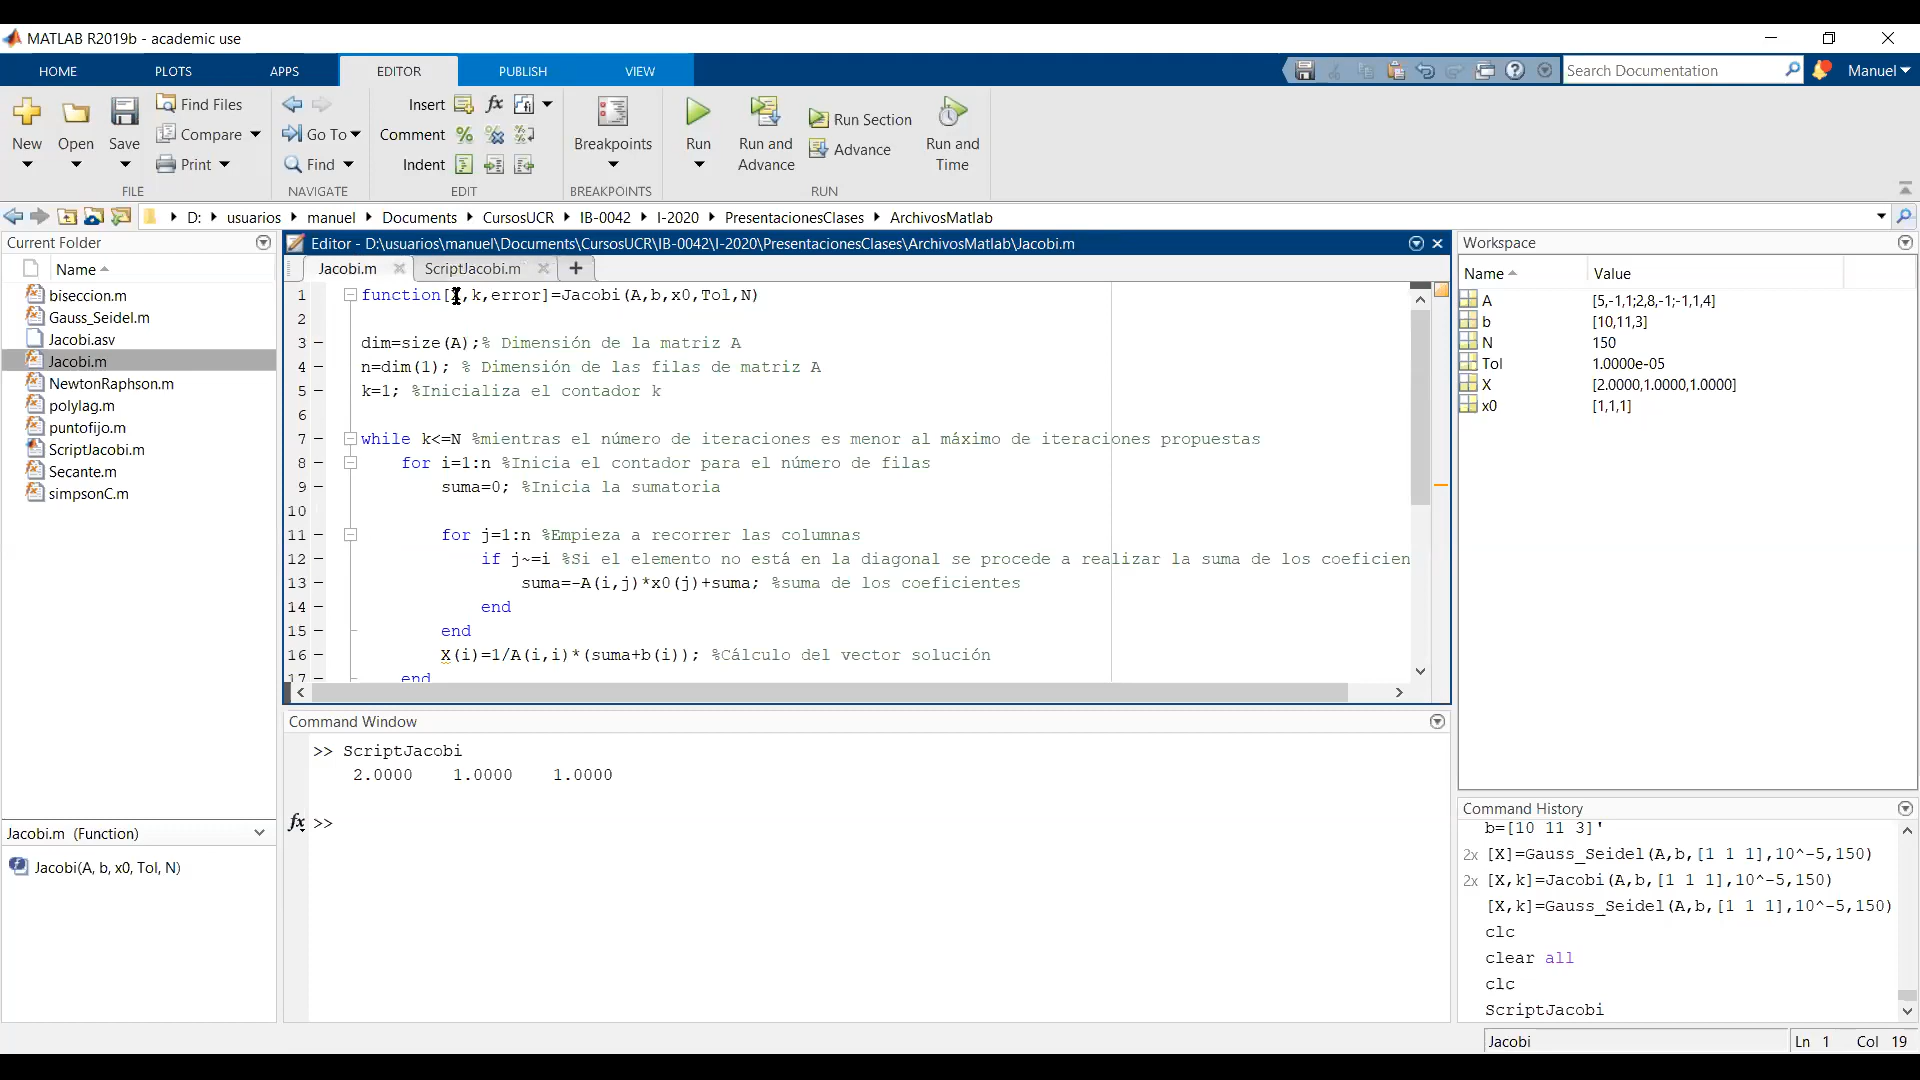 MATLAB R2019b - academic use
HOME PLOTS APPS EDITOR PUBLISH VIEW Search Documentation Manuel
New Open Save Find Files Compare Print
FILE
Go To Find
NAVIGATE
Insert fx
Comment
Indent
EDIT
Breakpoints
BREAKPOINTS
Run Run and Advance Run Section Advance Run and Time
RUN
D: usuarios manuel Documents CursosUCR IB-0042 I-2020 PresentacionesClases ArchivosMatlab
Current Folder
Name
biseccion.m
Gauss_Seidel.m
Jacobi.asv
Jacobi.m
NewtonRaphson.m
polylag.m
puntofijo.m
ScriptJacobi.m
Secante.m
simpsonC.m
Jacobi.m (Function)
Jacobi(A, b, x0, Tol, N)
Editor - D:\usuarios\manuel\Documents\CursosUCR\IB-0042\I-2020\PresentacionesClases\ArchivosMatlab\Jacobi.m
Jacobi.m ScriptJacobi.m
1 function[X,k,error]=Jacobi(A,b,x0,Tol,N)
2
3 dim=size(A);% Dimensión de la matriz A
4 n=dim(1); % Dimensión de las filas de matriz A
5 k=1; %Inicializa el contador k
6
7 while k<=N %mientras el número de iteraciones es menor al máximo de iteraciones propuestas
8 for i=1:n %Inicia el contador para el número de filas
9 suma=0; %Inicia la sumatoria
10
11 for j=1:n %Empieza a recorrer las columnas
12 if j~=i %Si el elemento no está en la diagonal se procede a realizar la suma de los coeficien
13 suma=-A(i,j)*x0(j)+suma; %suma de los coeficientes
14 end
15 end
16 X(i)=1/A(i,i)*(suma+b(i)); %Cálculo del vector solución
17 end
Command Window
>> ScriptJacobi
2.0000 1.0000 1.0000
fx >>
Workspace
Name Value
A [5,-1,1;2,8,-1;-1,1,4]
b [10,11,3]
N 150
Tol 1.0000e-05
X [2.0000,1.0000,1.0000]
x0 [1,1,1]
Command History
b=[10 11 3]'
2x [X]=Gauss_Seidel(A,b,[1 1 1],10^-5,150)
2x [X,k]=Jacobi(A,b,[1 1 1],10^-5,150)
[X,k]=Gauss_Seidel(A,b,[1 1 1],10^-5,150)
clc
clear all
clc
ScriptJacobi
Jacobi Ln 1 Col 19